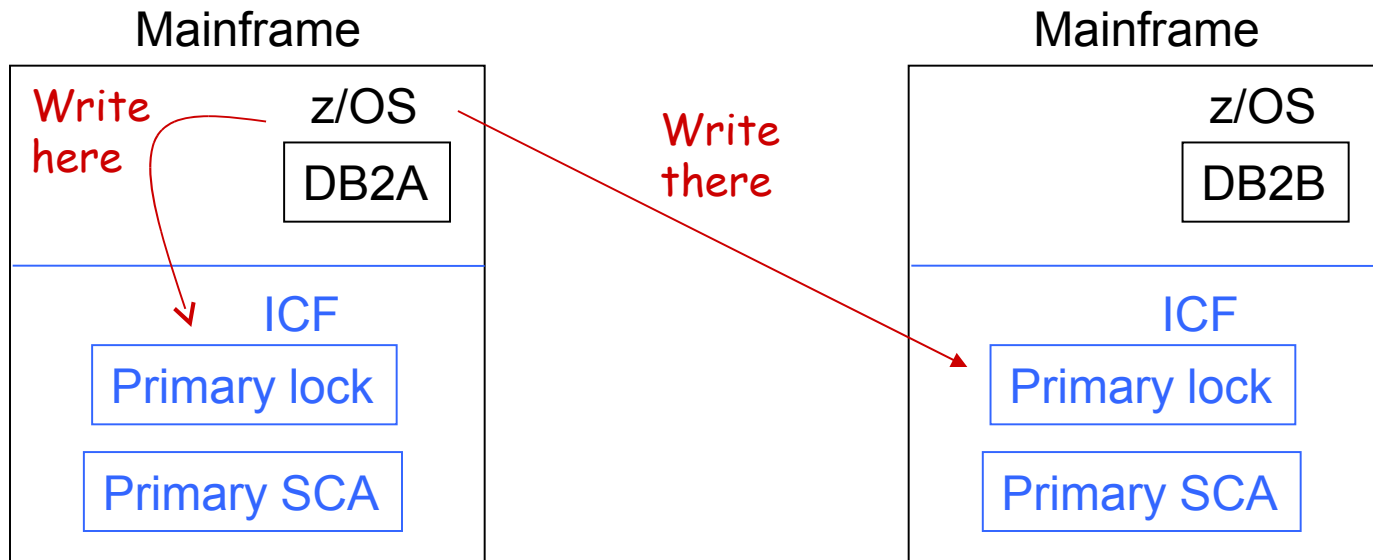 Mainframe
Write
here
z/OS
DB2A
ICF
Primary lock
Primary SCA
Write
there
Mainframe
z/OS
DB2B
ICF
Primary lock
Primary SCA